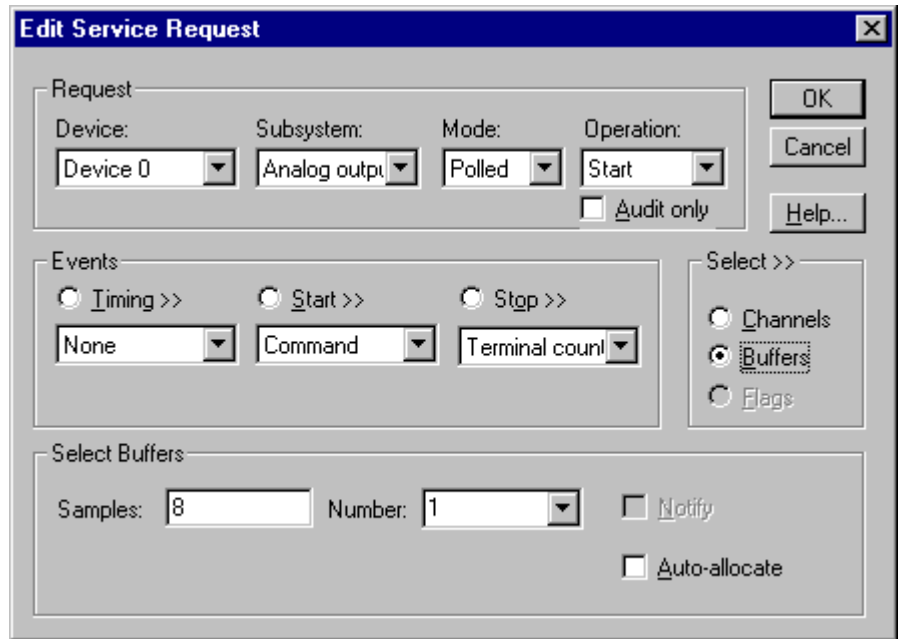 Edit Service Request
Request
Device: Subsystem: Mode: Operation:
Device 0 Analog outpu Polled Start
Audit only
OK
Cancel
Help...
Events
Timing >> Start >> Stop >>
None Command Terminal count
Select >>
Channels
Buffers
Flags
Select Buffers
Samples: 8 Number: 1 Notify
Auto-allocate